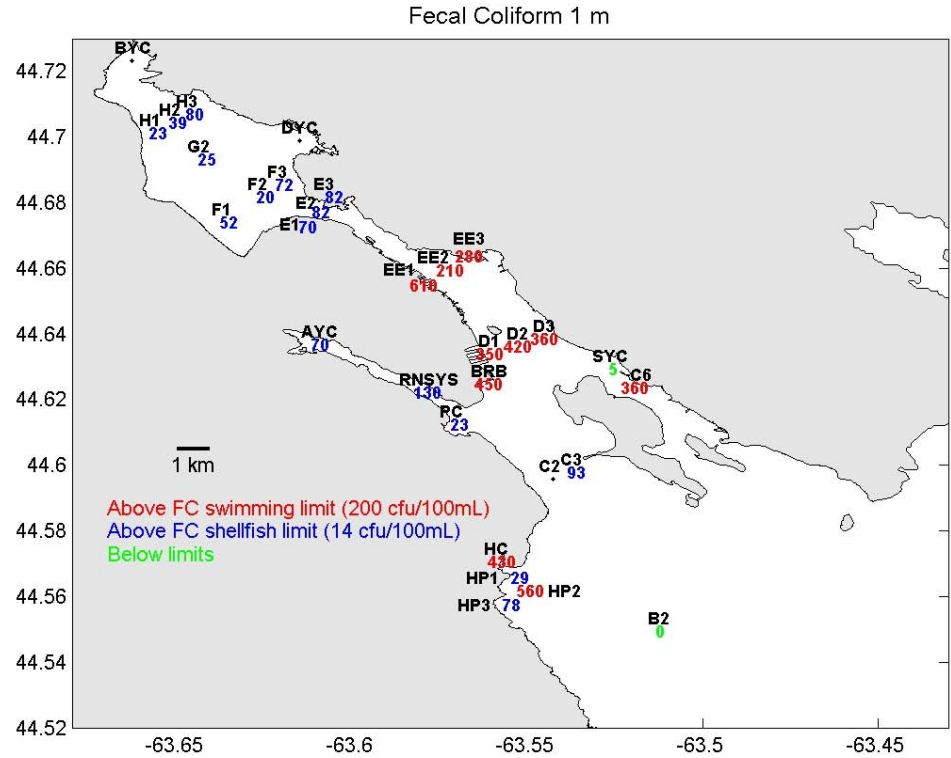 Fecal Coliform 1 m
BYC
44.72
H3
H2 80
H1 39
23
44.7
DYC
G2
25
F3
F2 72
20
E3
82
44.68
E2
82
F1
52
E1 70
EE3
280
EE2
210
44.66
EE1
610
44.64
AYC
70
D3
D2 360
D1 420
350
SYC
5
C6
360
BRB
450
RNSYS
130
44.62
PC
23
1 km
44.6
C3
C2 93
44.58
Above FC swimming limit (200 cfu/100mL)
Above FC shellfish limit (14 cfu/100mL)
Below limits
HC
430
HP1 29
560 HP2
44.56
HP3 78
B2
0
44.54
44.52
-63.65 -63.6 -63.55 -63.5 -63.45